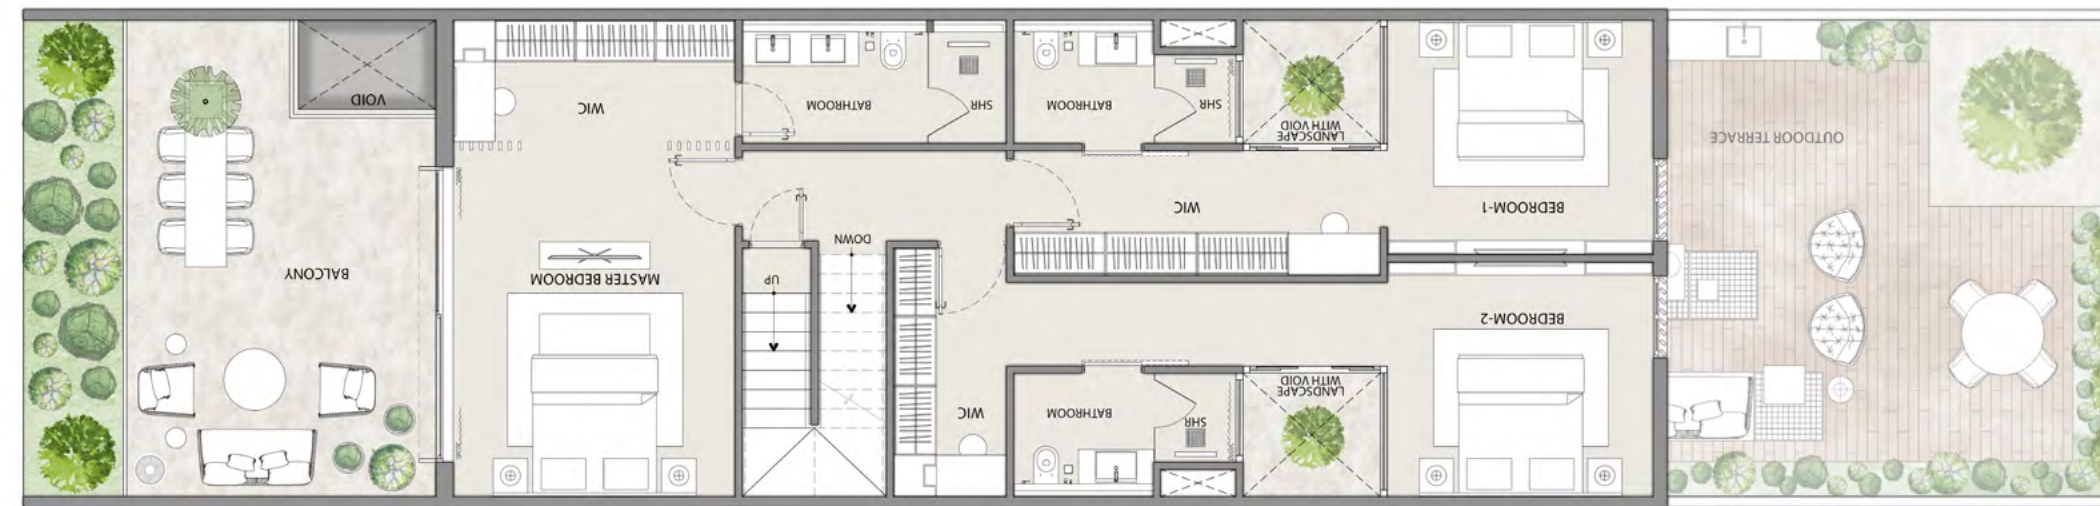 SHR
BATHROOM
WIC
LANDSCAPE
WITH VOID
BEDROOM-2
UP
MASTER BEDROOM
BALCONY
DOWN
BEDROOM-1
WIC
OUTDOOR TERRACE
LANDSCAPE
WITH VOID
SHR
BATHROOM
SHR
BATHROOM
WIC
VOID